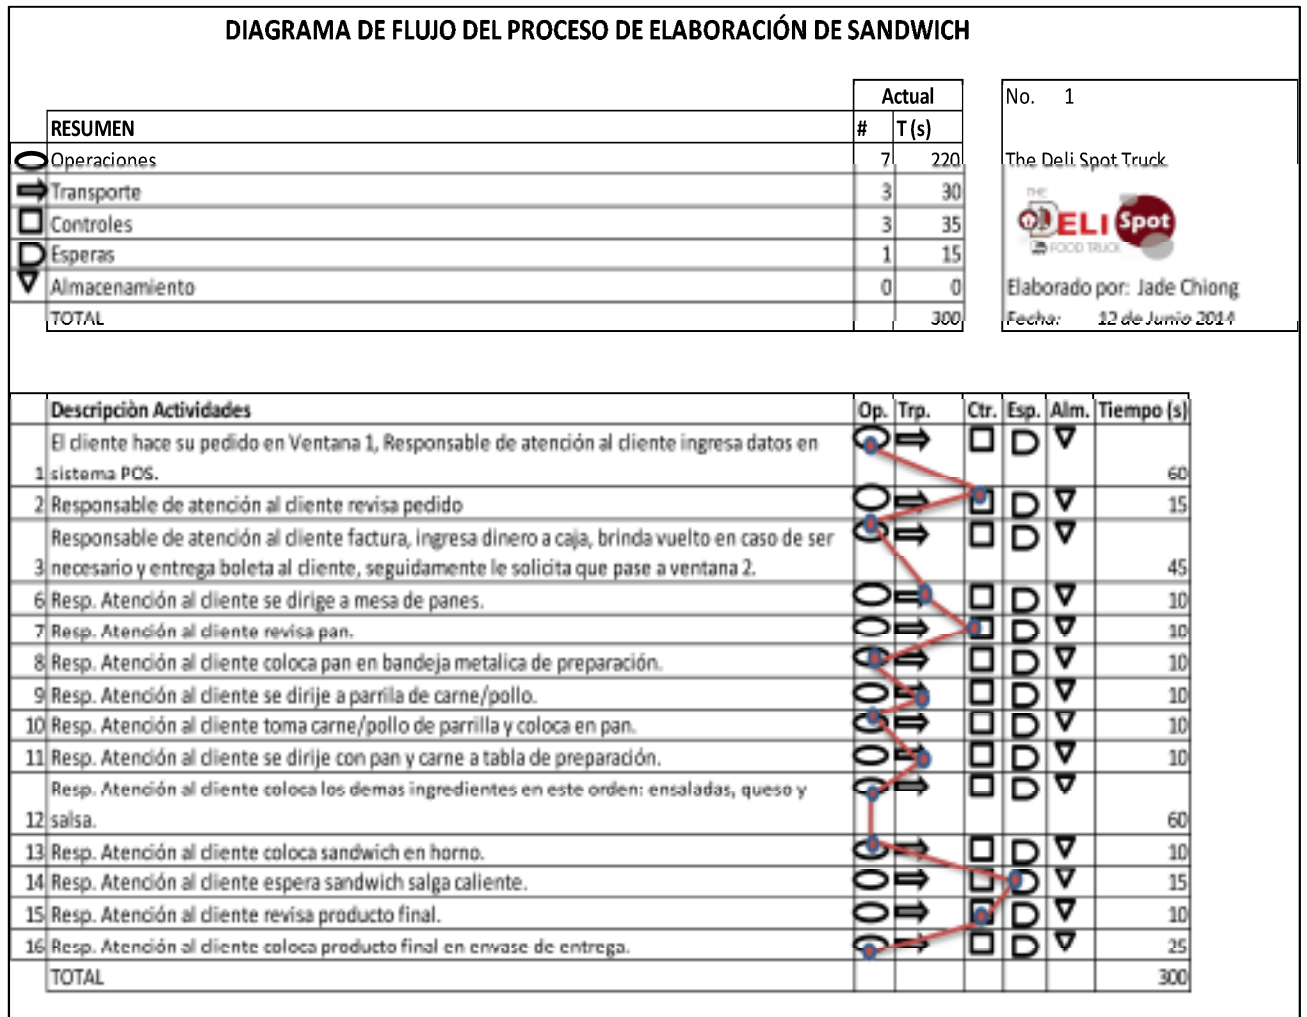 DIAGRAMA DE FLUJO DEL PROCESO DE ELABORACIÓN DE SANDWICH
Actual
RESUMEN # T (s)
Operaciones 7 220
Transporte 3 30
Controles 3 35
Esperas 1 15
Almacenamiento 0 0
TOTAL 300
No. 1
The Deli Spot Truck
THE
DELI Spot
FOOD TRUCK
Elaborado por: Jade Chiong
Fecha: 12 de Junio 2014
Descripciòn Actividades Op. Trp. Ctr. Esp. Alm. Tiempo (s)
El cliente hace su pedido en Ventana 1, Responsable de atención al cliente ingresa datos en
1 sistema POS. 60
2 Responsable de atención al cliente revisa pedido 15
Responsable de atención al cliente factura, ingresa dinero a caja, brinda vuelto en caso de ser
3 necesario y entrega boleta al cliente, seguidamente le solicita que pase a ventana 2. 45
6 Resp. Atención al cliente se dirige a mesa de panes. 10
7 Resp. Atención al cliente revisa pan. 10
8 Resp. Atención al cliente coloca pan en bandeja metalica de preparación. 10
9 Resp. Atención al cliente se dirije a parrila de carne/pollo. 10
10 Resp. Atención al cliente toma carne/pollo de parrilla y coloca en pan. 10
11 Resp. Atención al cliente se dirije con pan y carne a tabla de preparación. 10
Resp. Atención al cliente coloca los demas ingredientes en este orden: ensaladas, queso y
12 salsa. 60
13 Resp. Atención al cliente coloca sandwich en horno. 10
14 Resp. Atención al cliente espera sandwich salga caliente. 15
15 Resp. Atención al cliente revisa producto final. 10
16 Resp. Atención al cliente coloca producto final en envase de entrega. 25
TOTAL 300